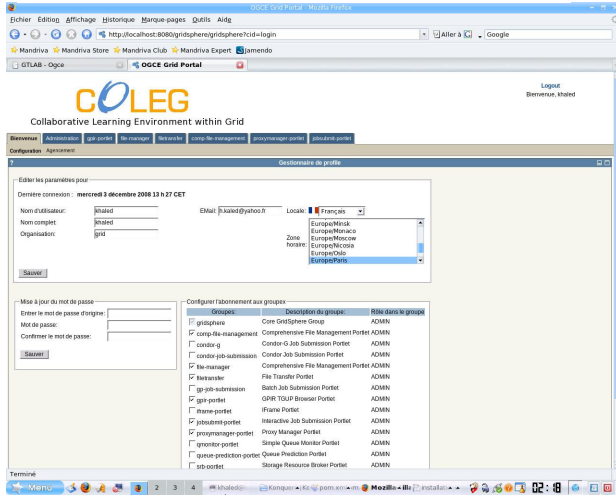 OGCE Grid Portal - Mozilla Firefox
Fichier Edition Affichage Historique Marque-pages Outils Aide
http://localhost:8080/gridsphere/gridsphere?cid=login Aller à Google
Mandriva Mandriva Store Mandriva Club Mandriva Expert Jamendo
GTLAB - Ogce OGCE Grid Portal
Logout
Bienvenue, khaled
COLEG
Collaborative Learning Environment within Grid
Bienvenue Administration gpir-portlet file-manager filetransfer comp-file-management proxymanager-portlet jobsubmit-portlet
Configuration Agencement
? Gestionnaire de profile
Editer les paramètres pour
Dernière connexion : mercredi 3 décembre 2008 13 h 27 CET
Nom d'utilisateur: khaled EMail: h.kaled@yahoo.fr Locale: Français
Nom complet: khaled
Organisation: grid
Zone horaire:
Europe/Minsk
Europe/Monaco
Europe/Moscow
Europe/Nicosia
Europe/Oslo
Europe/Paris
Sauver
Mise à jour du mot de passe
Entrer le mot de passe d'origine:
Mot de passe:
Confirmer le mot de passe:
Sauver
Configurer l'abonnement aux groupes
Groupes: Description du groupe: Rôle dans le groupe
gridsphere Core GridSphere Group ADMIN
comp-file-management Comprehensive File Management Portlet ADMIN
condor-g Condor-G Job Submission Portlet ADMIN
condor-job-submission Condor Job Submission Portlet ADMIN
file-manager Comprehensive File Management Portlet ADMIN
filetransfer File Transfer Portlet ADMIN
gp-job-submission Batch Job Submission Portlet ADMIN
gpir-portlet GPIR TGUP Browser Portlet ADMIN
iframe-portlet IFrame Portlet ADMIN
jobsubmit-portlet Interactive Job Submission Portlet ADMIN
proxymanager-portlet Proxy Manager Portlet ADMIN
qmonitor-portlet Simple Queue Monitor Portlet ADMIN
queue-prediction-portlet Queue Prediction Portlet ADMIN
srb-portlet Storage Resource Broker Portlet ADMIN
Terminé
Menu 2 3 4 khaled@ Konquer Kz pom.xml Mozilla installat 02:18